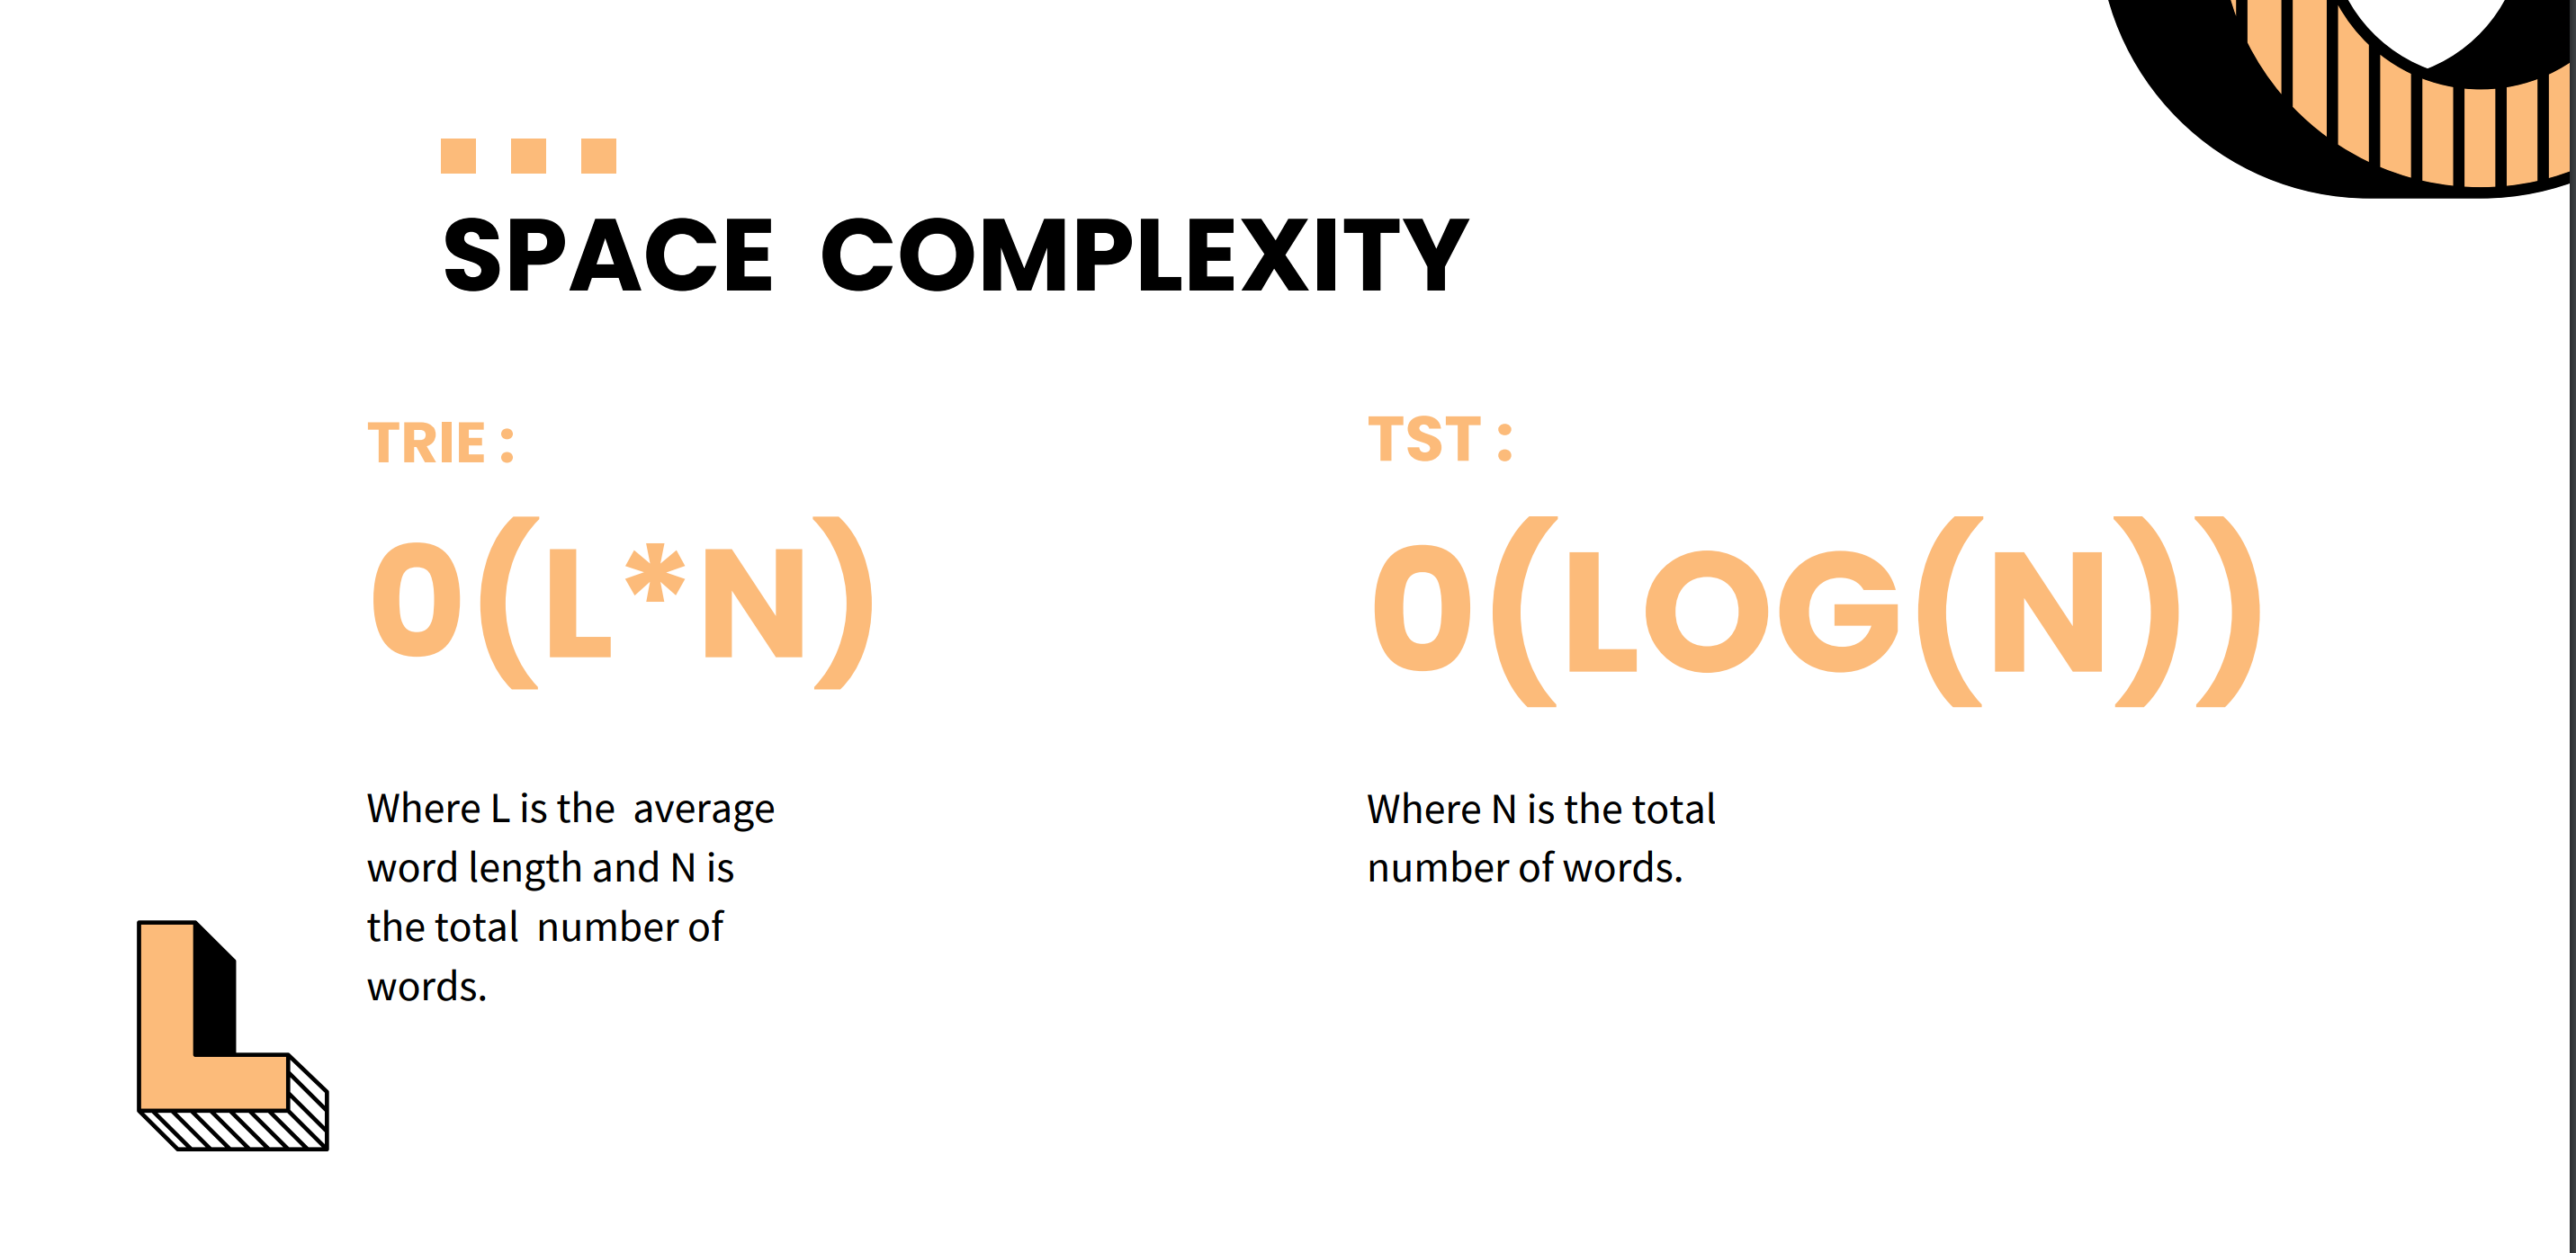 SPACE COMPLEXITY
TRIE :
TST :
0(L*N)
0(LOG(N))
Where L is the average
word length and N is
the total number of
words.
Where N is the total
number of words.
L